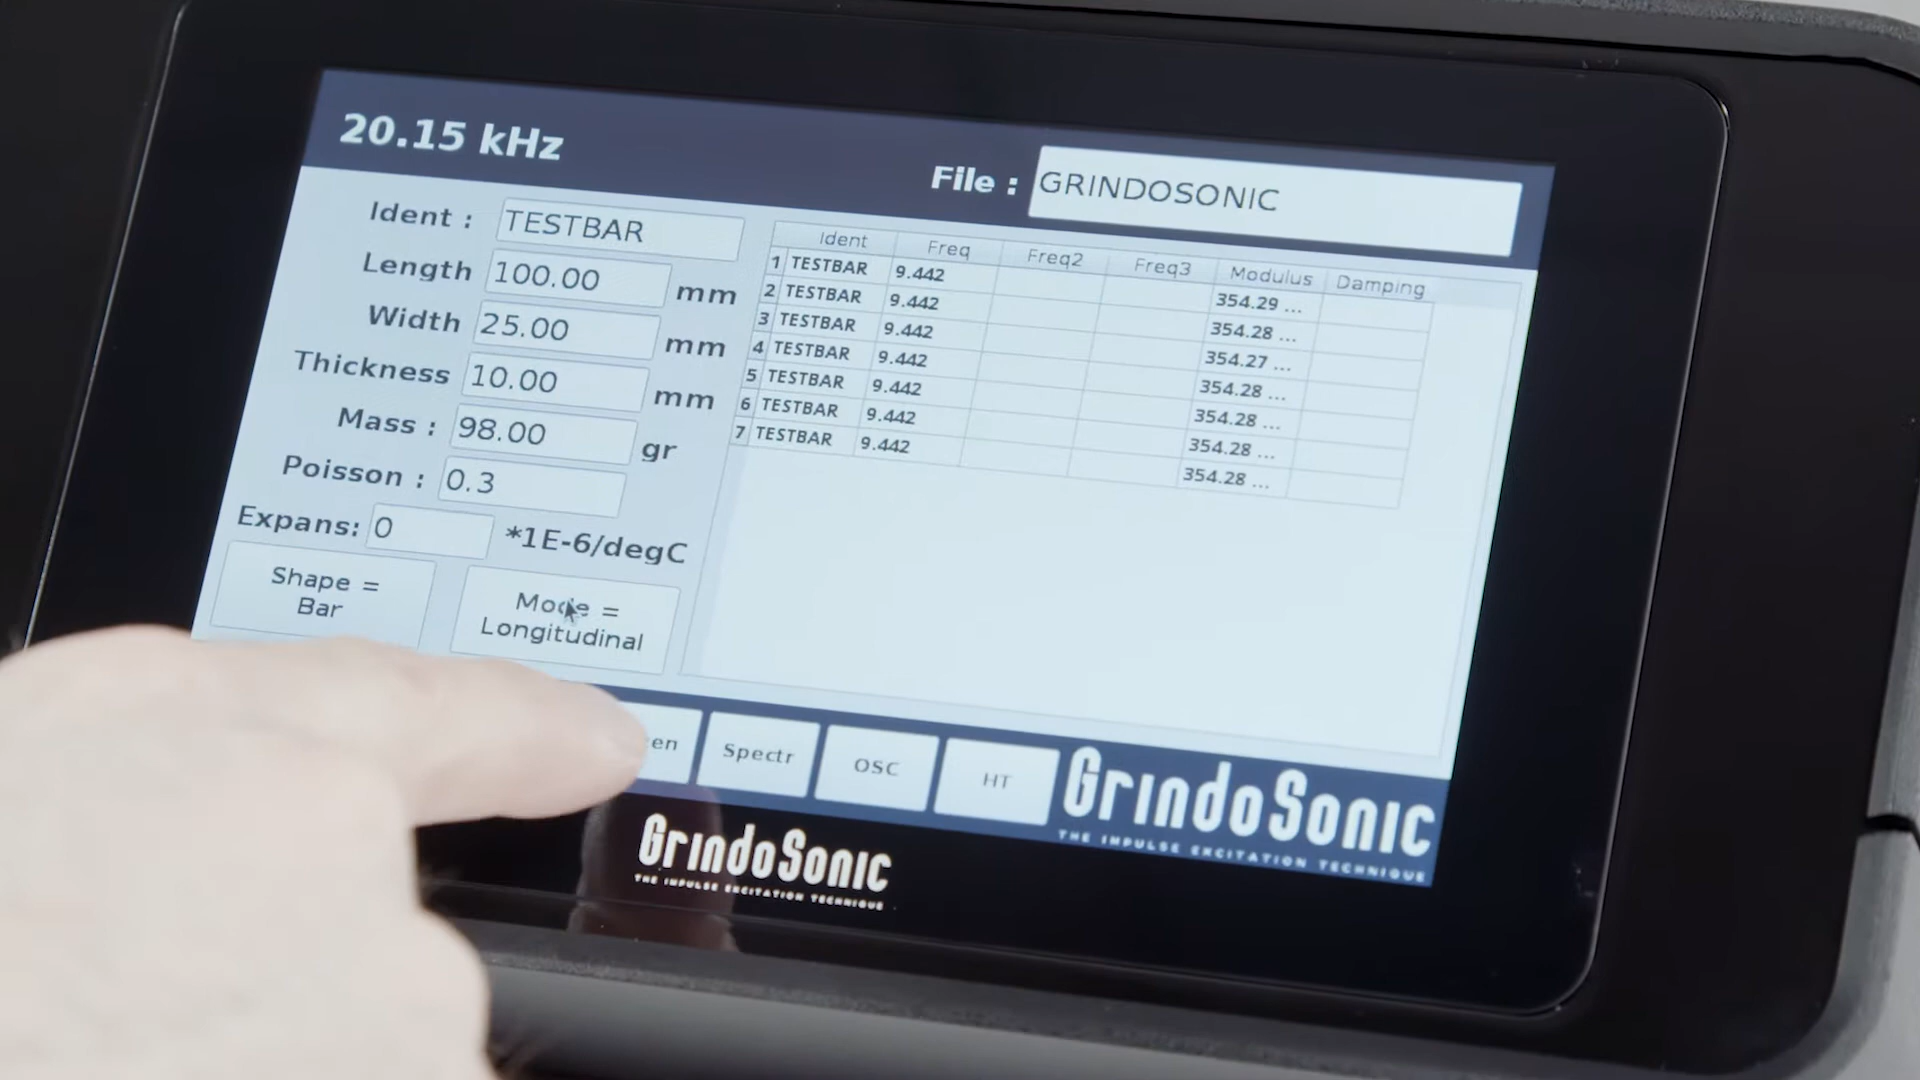 20.15 kHz
File : GRINDOSONIC
Ident : TESTBAR
Length 100.00 mm
Width 25.00 mm
Thickness 10.00 mm
Mass : 98.00 gr
Poisson : 0.3
Expans: 0 *1E-6/degC
Shape =
Bar
Mode =
Longitudinal
Ident Freq Freq2 Freq3 Modulus Damping
1 TESTBAR 9.442 354.29 ...
2 TESTBAR 9.442 354.28 ...
3 TESTBAR 9.442 354.27 ...
4 TESTBAR 9.442 354.28 ...
5 TESTBAR 9.442 354.28 ...
6 TESTBAR 9.442 354.28 ...
7 TESTBAR 9.442 354.28 ...
Spectr OSC HT
GRINDOSONIC
THE IMPULSE EXCITATION TECHNIQUE
GRINDOSONIC
THE IMPULSE EXCITATION TECHNIQUE